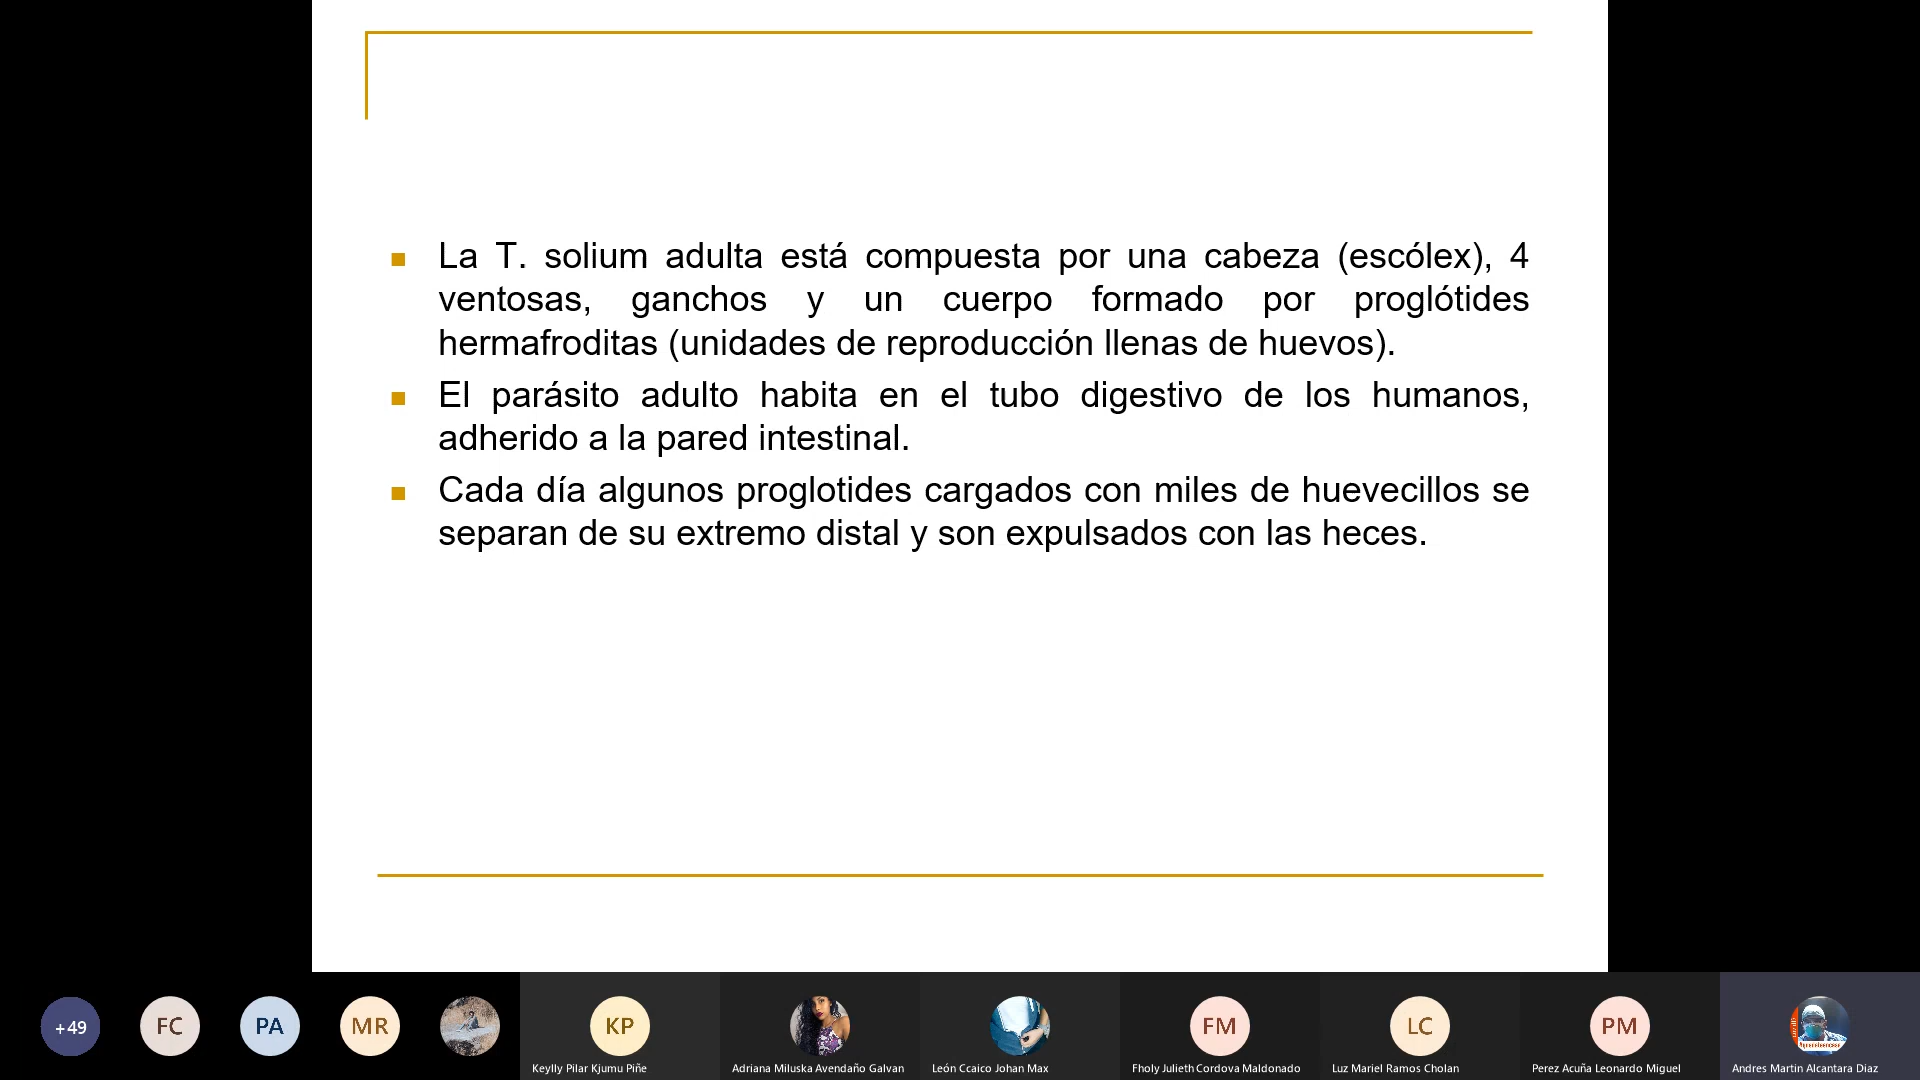 La T. solium adulta está compuesta por una cabeza (escólex), 4
ventosas, ganchos y un cuerpo formado por proglótides
hermafroditas (unidades de reproducción llenas de huevos).
El parásito adulto habita en el tubo digestivo de los humanos,
adherido a la pared intestinal.
Cada día algunos proglotides cargados con miles de huevecillos se
separan de su extremo distal y son expulsados con las heces.
+49
FC
PA
MR
KP
FM
LC
PM
Keylly Pilar Kjumu Piñe
Adriana Miluska Avendaño Galvan
León Ccaico Johan Max
Fholy Julieth Cordova Maldonado
Luz Mariel Ramos Cholan
Perez Acuña Leonardo Miguel
Andres Martin Alcantara Diaz